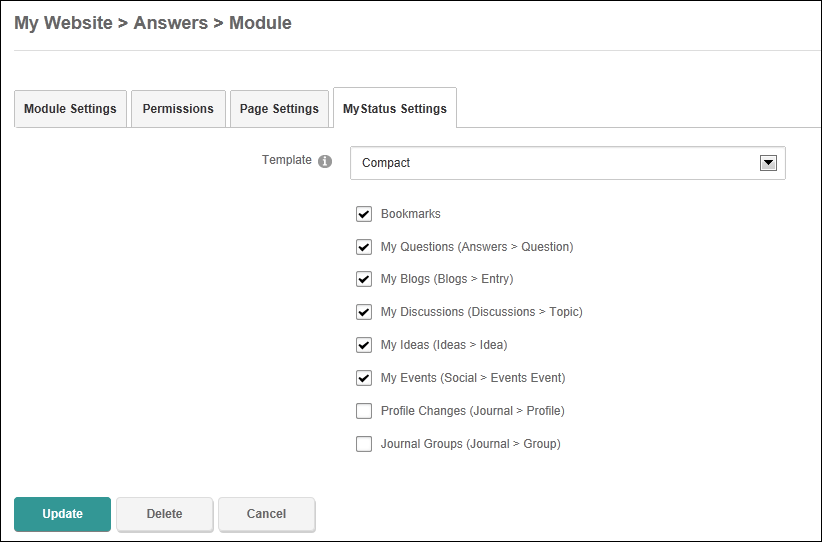 My Website > Answers > Module
Module Settings
Permissions
Page Settings
MyStatus Settings
Template
Compact
Bookmarks
My Questions (Answers > Question)
My Blogs (Blogs > Entry)
My Discussions (Discussions > Topic)
My Ideas (Ideas > Idea)
My Events (Social > Events Event)
Profile Changes (Journal > Profile)
Journal Groups (Journal > Group)
Update
Delete
Cancel